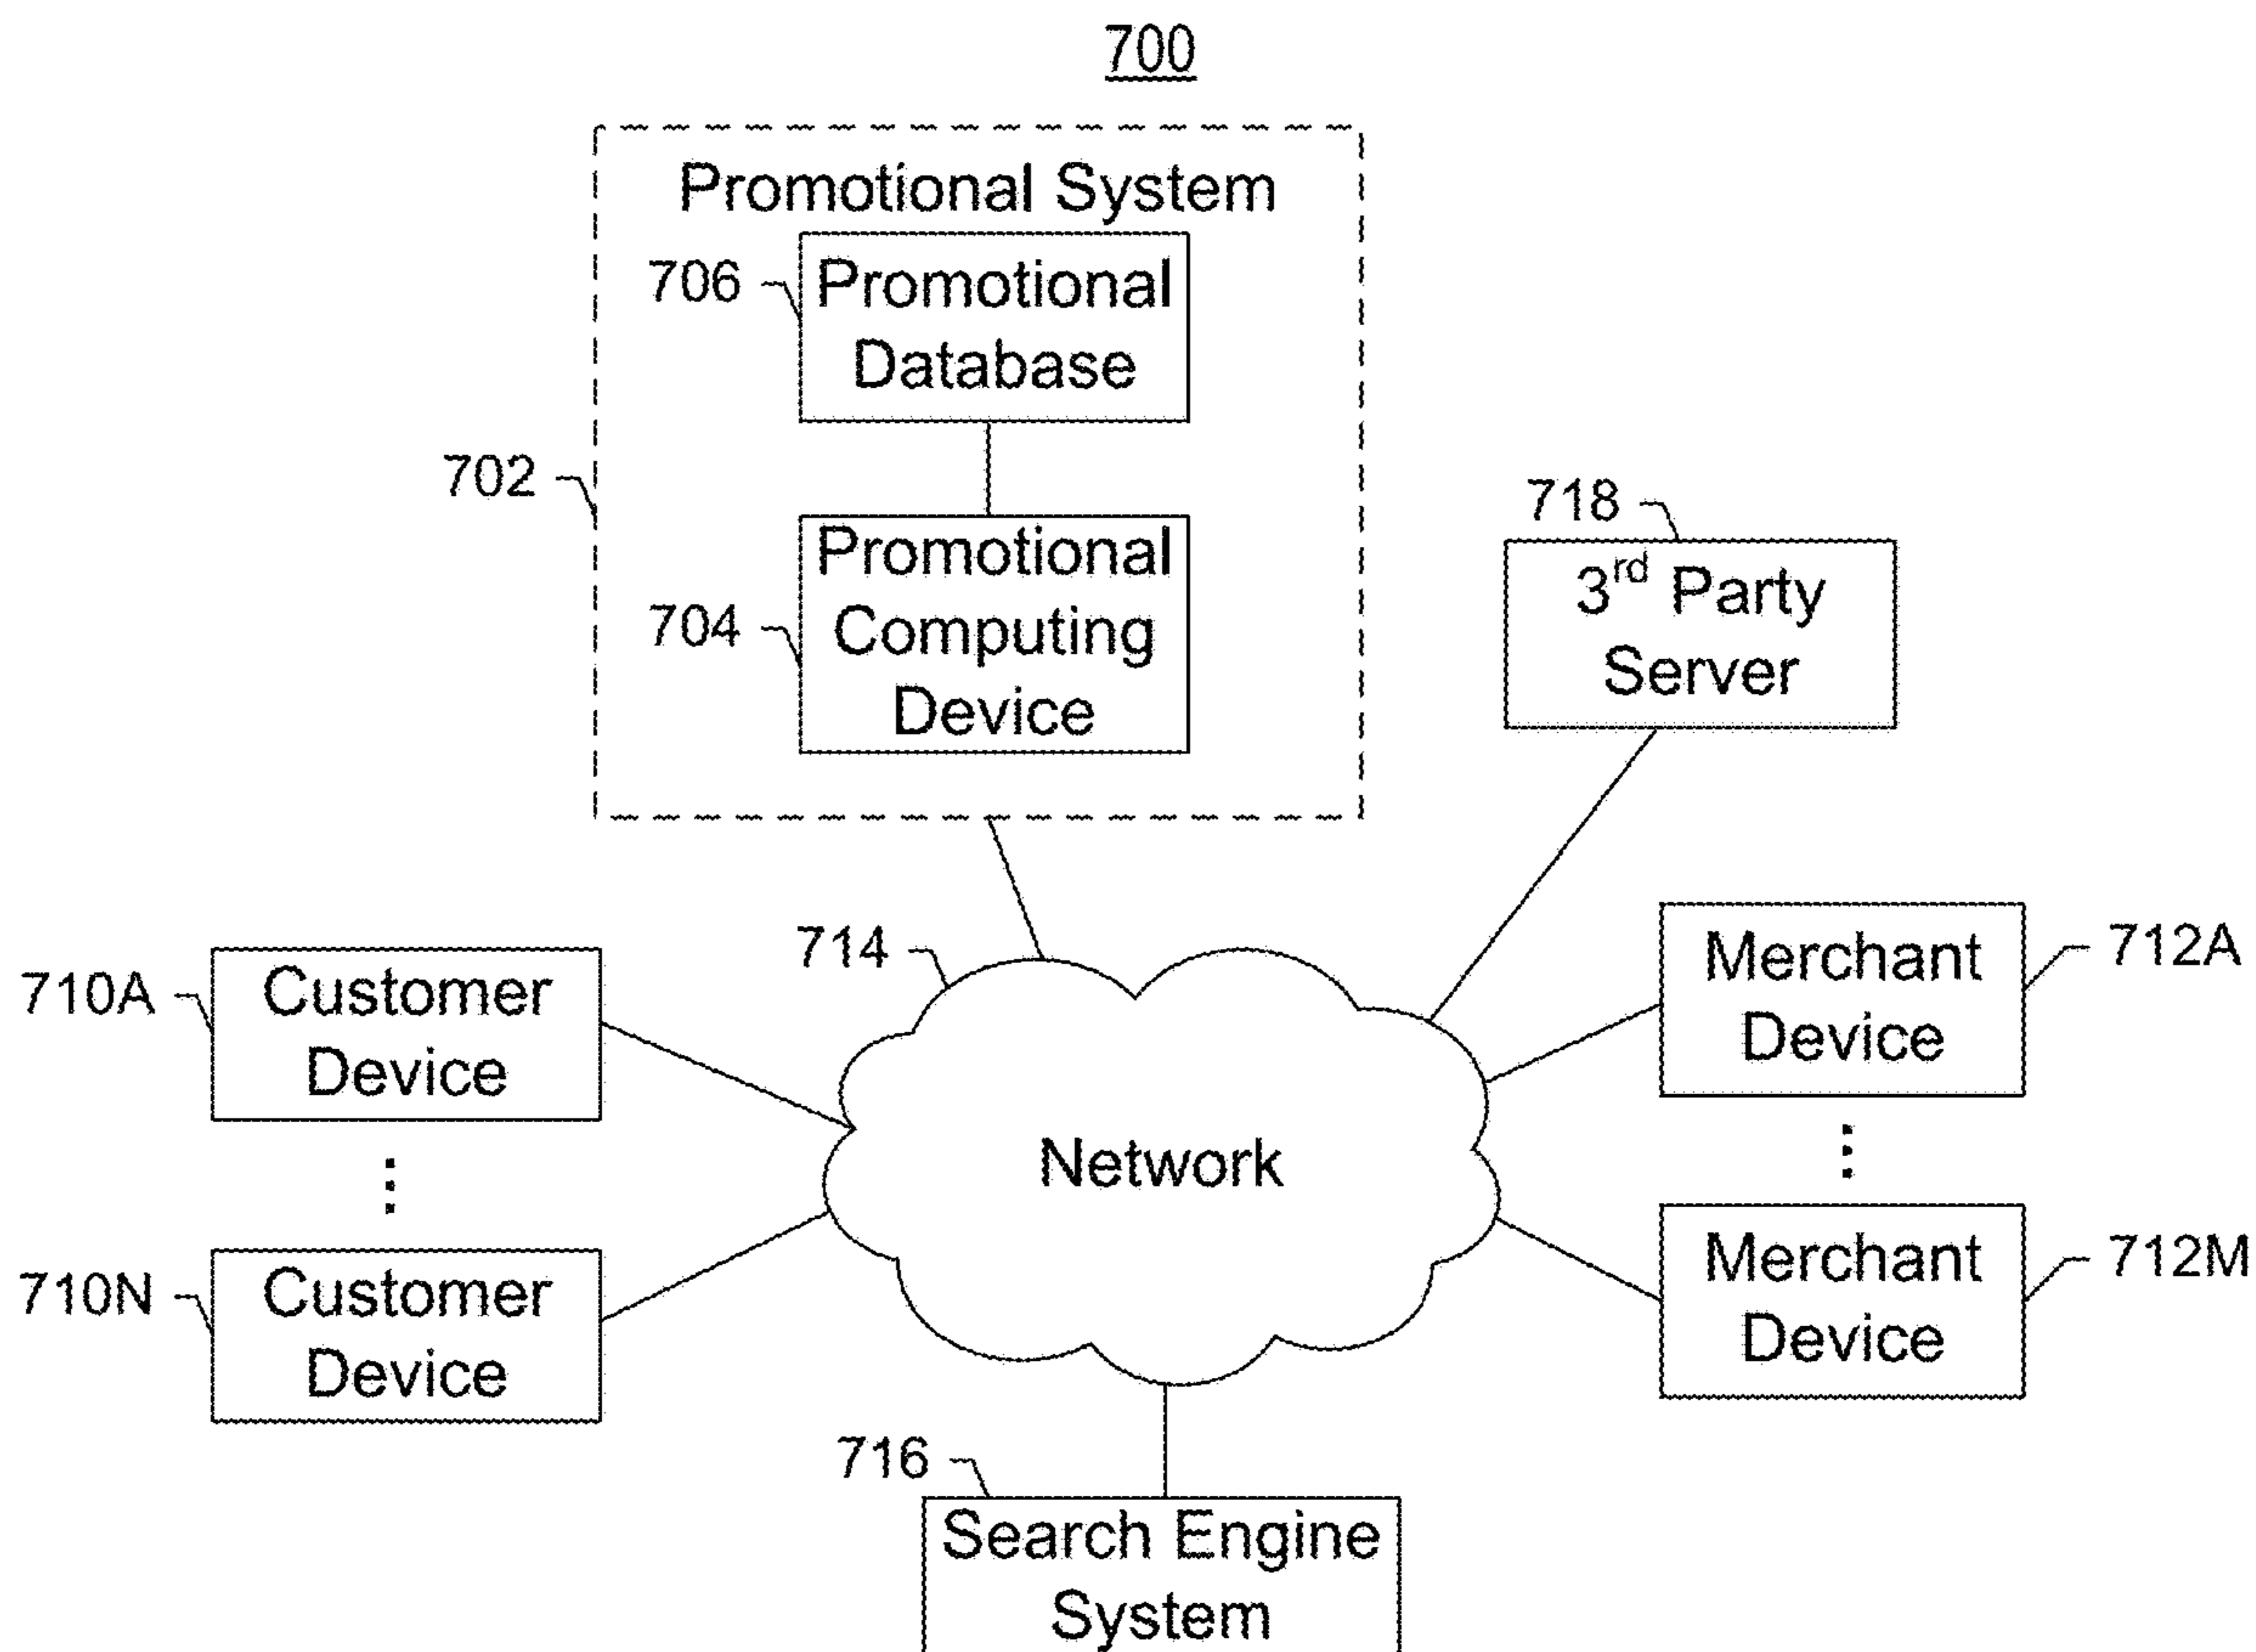 700
Promotional System
706
Promotional
Database
702
704
Promotional
Computing
Device
718
3rd Party
Server
714
710A
Customer
Device
710N
Customer
Device
Network
Merchant
Device
712A
Merchant
Device
712M
716
Search Engine
System